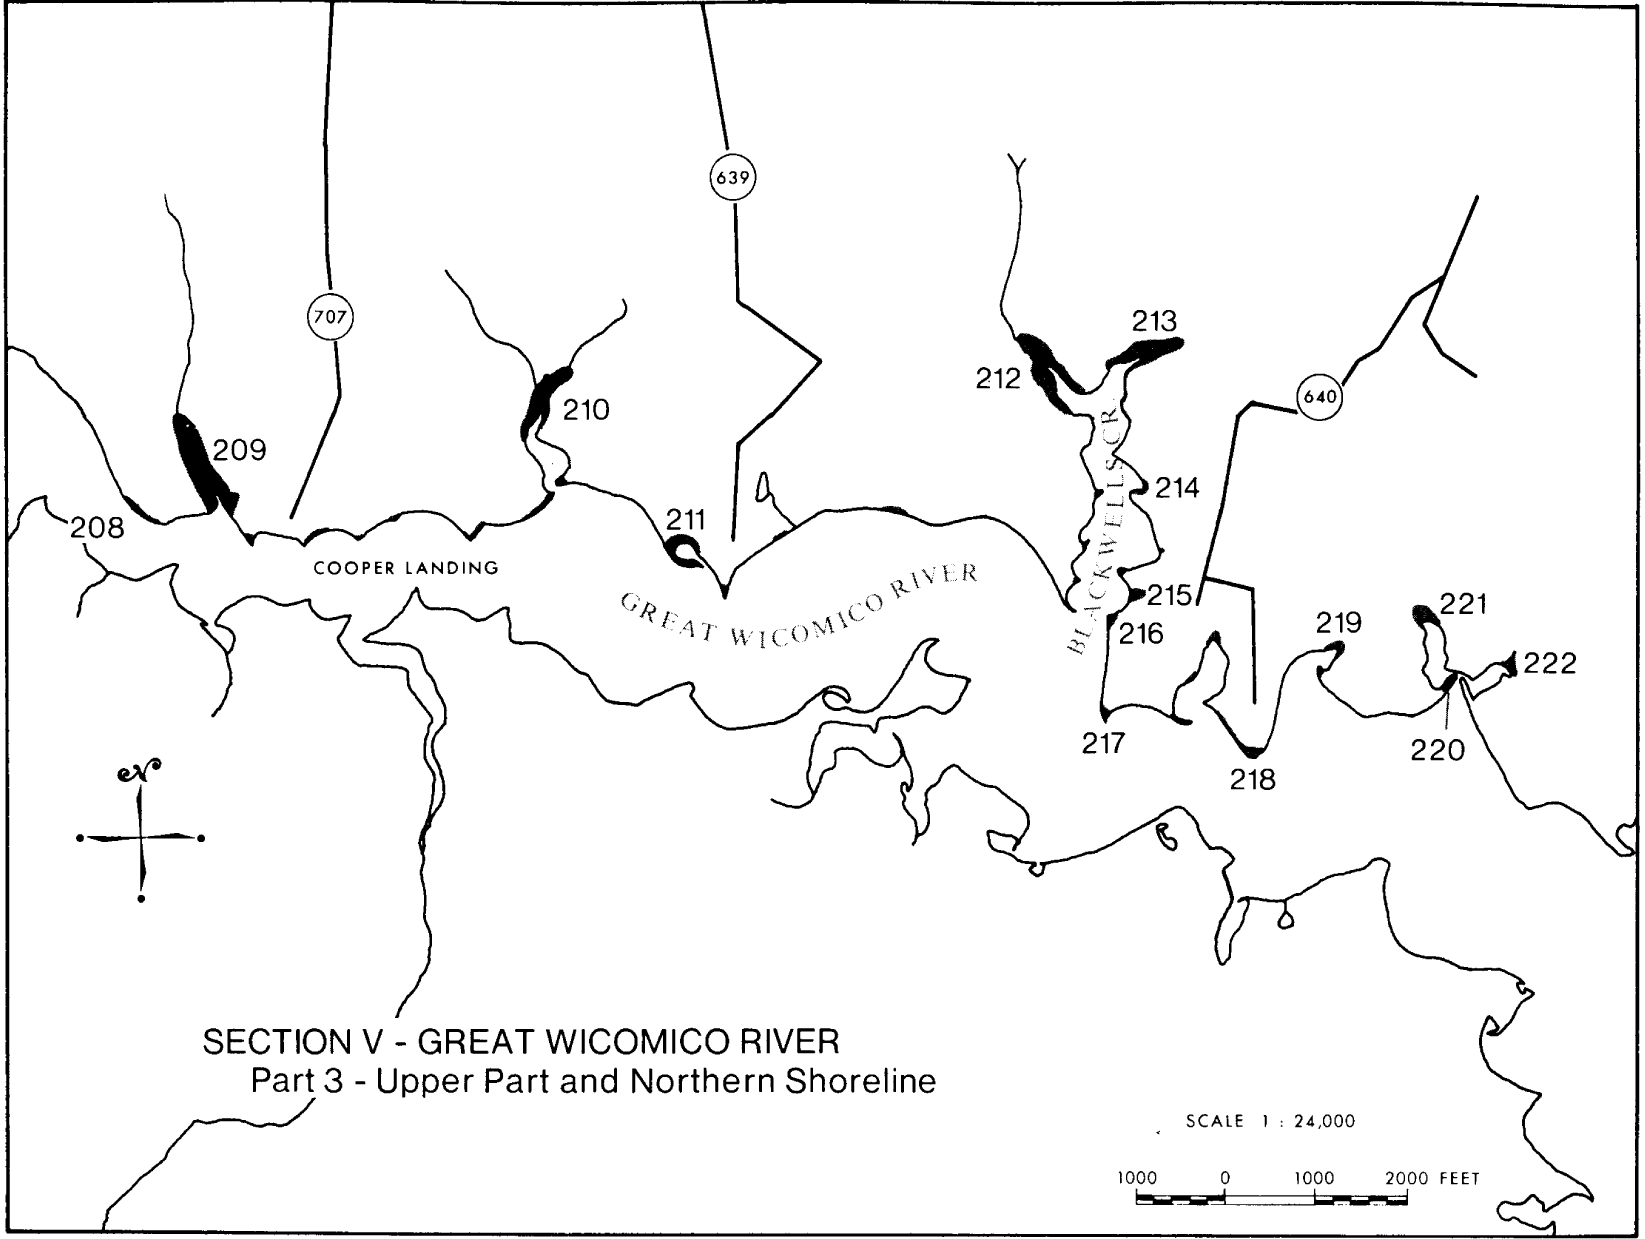 639
213
707
212
640
210
209
214
211
208
COOPER LANDING
GREAT WICOMICO RIVER
BLACKWELLS CR.
215
216
221
219
222
217
220
218
N
SECTION V - GREAT WICOMICO RIVER
Part 3 - Upper Part and Northern Shoreline
SCALE 1 : 24,000
1000 0 1000 2000 FEET